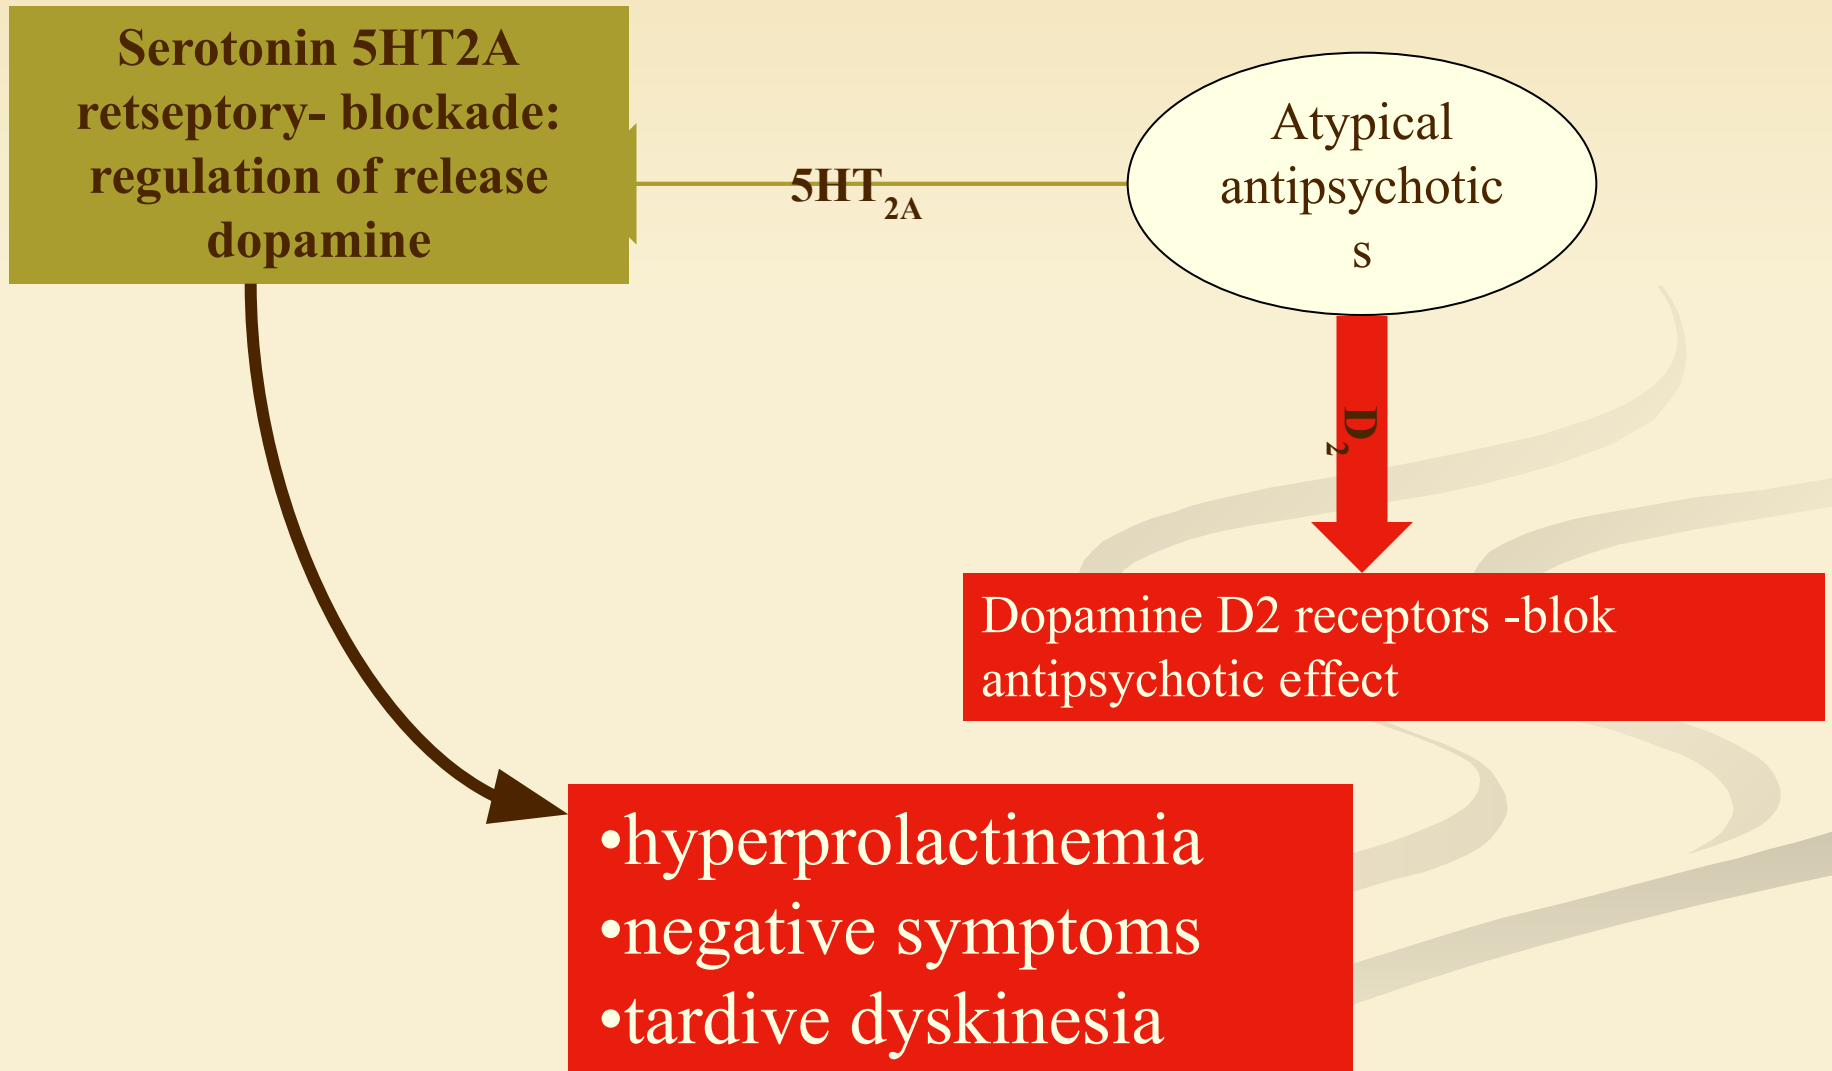 Serotonin 5HT2A
retseptory- blockade:
regulation of release
dopamine
5HT2A
Atypical
antipsychotic
s
D2
Dopamine D2 receptors -blok
antipsychotic effect
•hyperprolactinemia
•negative symptoms
•tardive dyskinesia